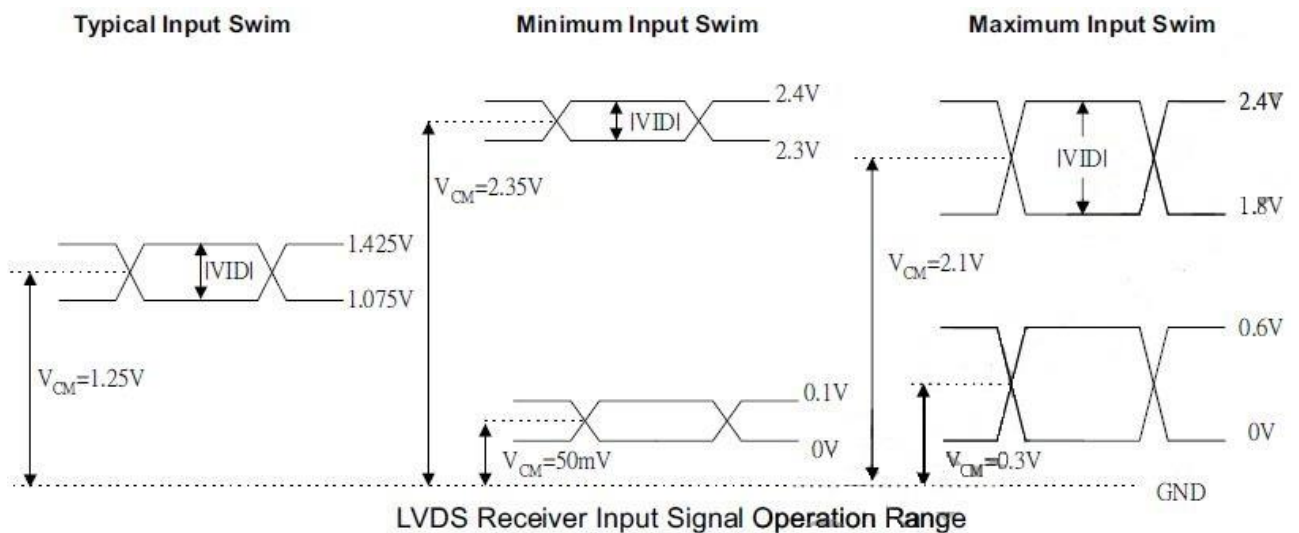 Typical Input Swim
Minimum Input Swim
Maximum Input Swim
2.4V
|VID|
2.3V
V_CM=2.35V
2.4V
|VID|
1.8V
V_CM=2.1V
1.425V
|VID|
1.075V
V_CM=1.25V
0.1V
0V
V_CM=50mV
0.6V
0V
V_CM=0.3V
GND
LVDS Receiver Input Signal Operation Range